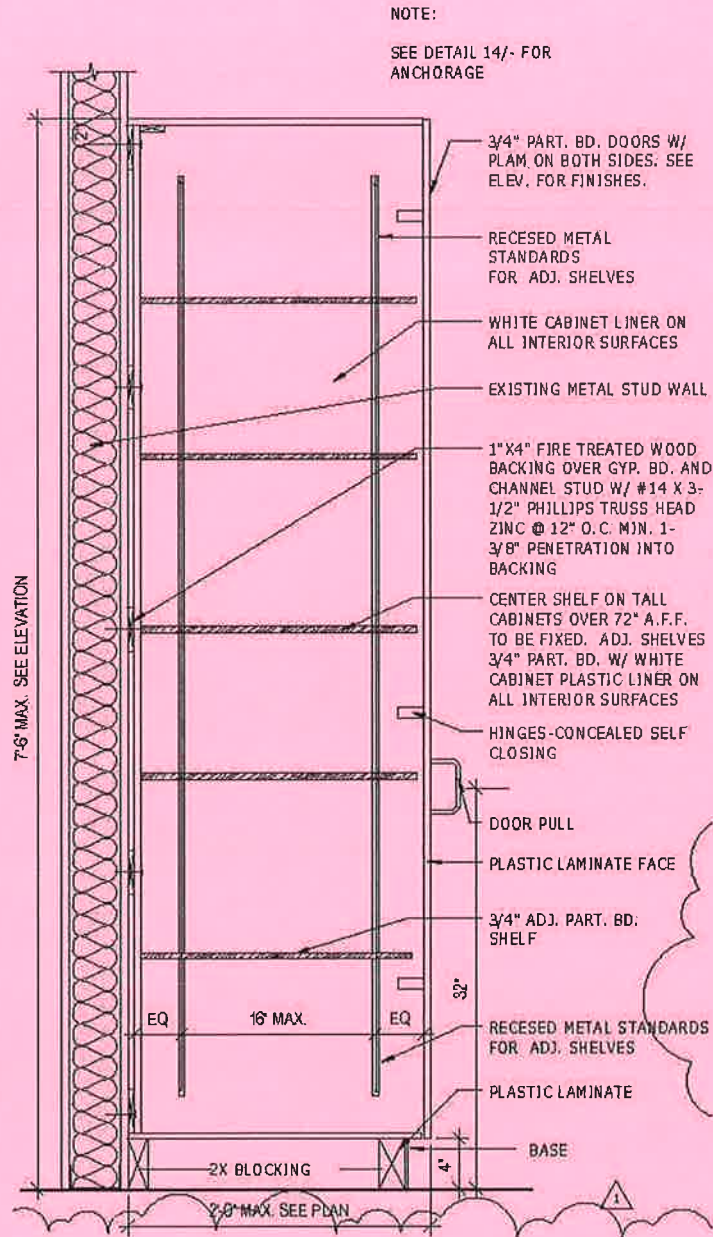 NOTE:
SEE DETAIL 14/- FOR
ANCHORAGE
3/4" PART. BD. DOORS W/
PLAM ON BOTH SIDES. SEE
ELEV. FOR FINISHES.
RECESED METAL
STANDARDS
FOR ADJ. SHELVES
WHITE CABINET LINER ON
ALL INTERIOR SURFACES
EXISTING METAL STUD WALL
1"X4" FIRE TREATED WOOD
BACKING OVER GYP. BD. AND
CHANNEL STUD W/ #14 X 3-
1/2" PHILLIPS TRUSS HEAD
ZINC @ 12" O.C. MIN. 1-
3/8" PENETRATION INTO
BACKING
CENTER SHELF ON TALL
CABINETS OVER 72" A.F.F.
TO BE FIXED. ADJ. SHELVES
3/4" PART. BD. W/ WHITE
CABINET PLASTIC LINER ON
ALL INTERIOR SURFACES
HINGES-CONCEALED SELF
CLOSING
DOOR PULL
PLASTIC LAMINATE FACE
3/4" ADJ. PART. BD.
SHELF
RECESED METAL STANDARDS
FOR ADJ. SHELVES
PLASTIC LAMINATE
BASE
7'-6" MAX. SEE ELEVATION
EQ
16" MAX.
EQ
32"
4"
2X BLOCKING
2'-0" MAX. SEE PLAN
1